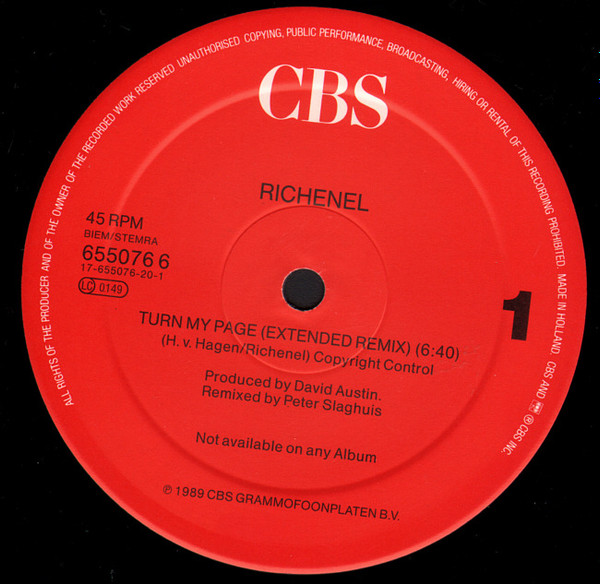 ALL RIGHTS OF THE PRODUCER AND OF THE OWNER OF THE RECORDED WORK RESERVED UNAUTHORISED COPYING, PUBLIC PERFORMANCE, BROADCASTING, HIRING OR RENTAL OF THIS RECORDING PROHIBITED. MADE IN HOLLAND. CBS AND CBS ® CBS INC.
CBS
RICHENEL
45 RPM
BIEM/STEMRA
655076 6
17-655076-20-1
LC 0149
1
TURN MY PAGE (EXTENDED REMIX) (6:40)
(H. v. Hagen/Richenel) Copyright Control
Produced by David Austin.
Remixed by Peter Slaghuis
Not available on any Album
℗ 1989 CBS GRAMMOFOONPLATEN B.V.